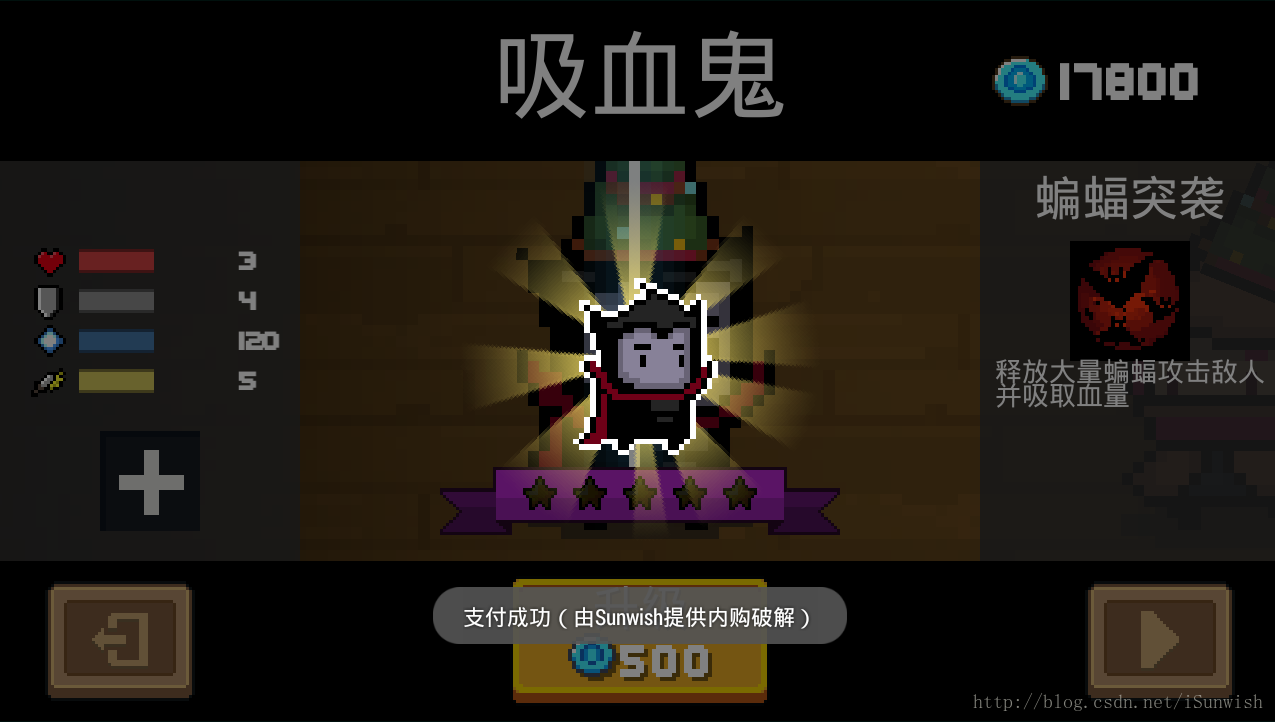 吸血鬼
17800
蝙蝠突袭
3
4
120
5
释放大量蝙蝠攻击敌人
并吸取血量
升级
支付成功（由Sunwish提供内购破解）
500
http://blog.csdn.net/iSunwish